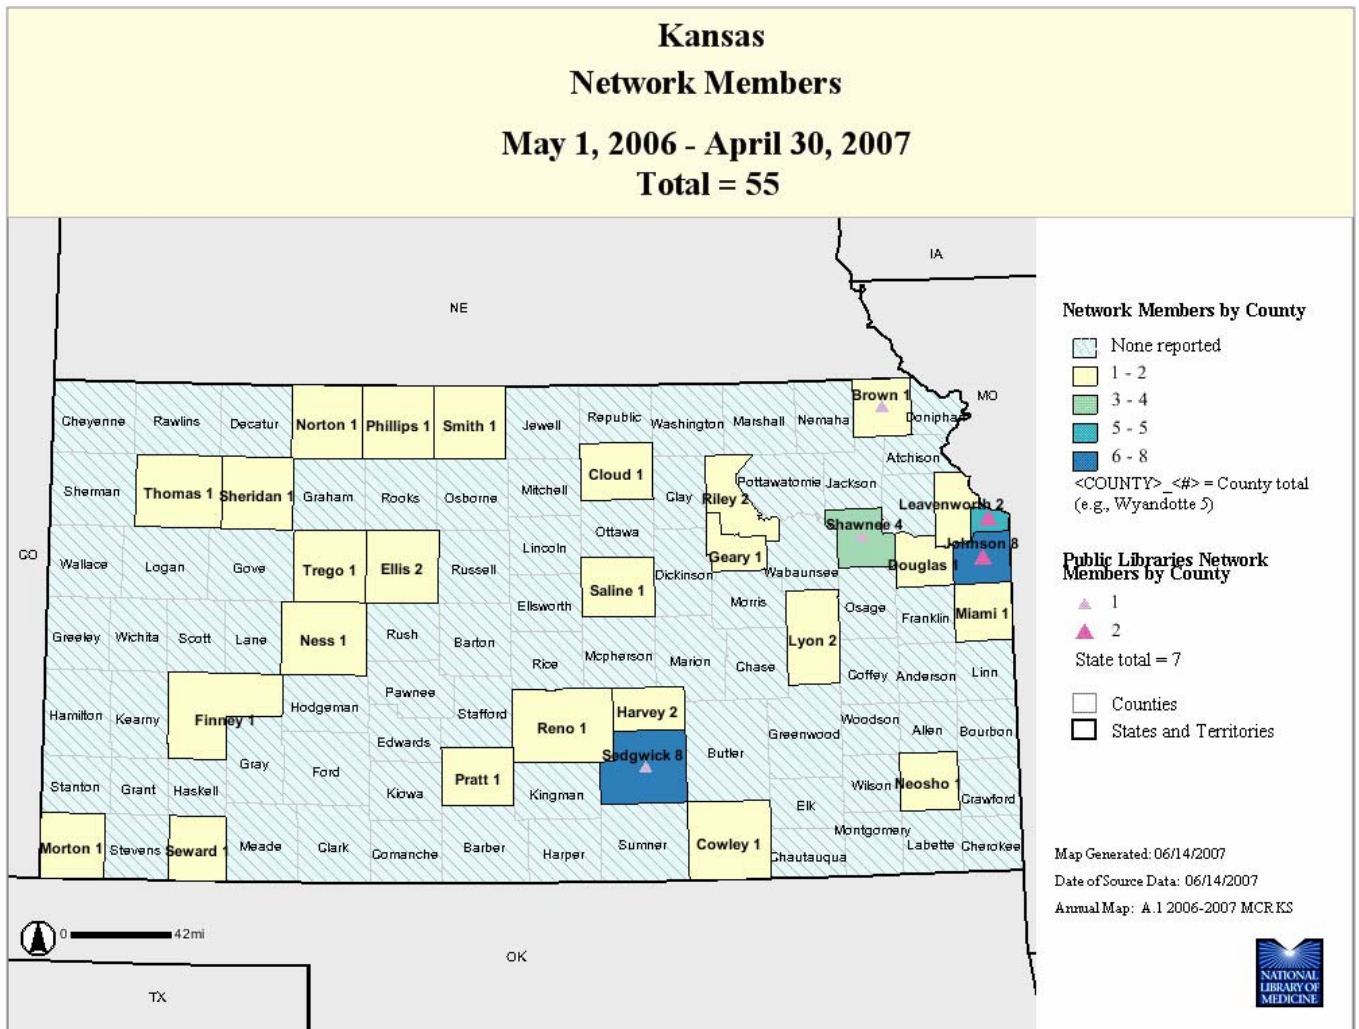 Kansas
Network Members
May 1, 2006 - April 30, 2007
Total = 55
IA
NE
MO
Network Members by County
None reported
1 - 2
3 - 4
5 - 5
6 - 8
<COUNTY>_<#> = County total
(e.g., Wyandotte 5)
Public Libraries Network
Members by County
1
2
State total = 7
Counties
States and Territories
Cheyenne
Rawlins
Decatur
Norton 1
Phillips 1
Smith 1
Jewell
Republic
Washington
Marshall
Nemaha
Brown 1
Doniphan
Atchison
Sherman
Thomas 1
Sheridan 1
Graham
Rooks
Osborne
Mitchell
Cloud 1
Clay
Riley 2
Pottawatomie
Jackson
Leavenworth 2
Shawnee 4
Johnson 8
Ottawa
Lincoln
CO
Wallace
Logan
Gove
Trego 1
Ellis 2
Russell
Ellsworth
Saline 1
Dickinson
Geary 1
Wabaunsee
Douglas 1
Morris
Osage
Franklin
Miami 1
Greeley
Wichita
Scott
Lane
Ness 1
Rush
Barton
Rice
Mcpherson
Marion
Chase
Lyon 2
Coffey
Anderson
Linn
Hamilton
Kearny
Finney 1
Hodgeman
Pawnee
Stafford
Reno 1
Harvey 2
Edwards
Sedgwick 8
Butler
Greenwood
Woodson
Allen
Bourbon
Stanton
Grant
Haskell
Gray
Ford
Kiowa
Pratt 1
Kingman
Elk
Wilson
Neosho 1
Crawford
Morton 1
Stevens
Seward 1
Meade
Clark
Comanche
Barber
Harper
Sumner
Cowley 1
Chautauqua
Montgomery
Labette
Cherokee
0 42mi
OK
TX
Map Generated: 06/14/2007
Date of Source Data: 06/14/2007
Annual Map: A.1 2006-2007 MCR KS
NATIONAL
LIBRARY OF
MEDICINE